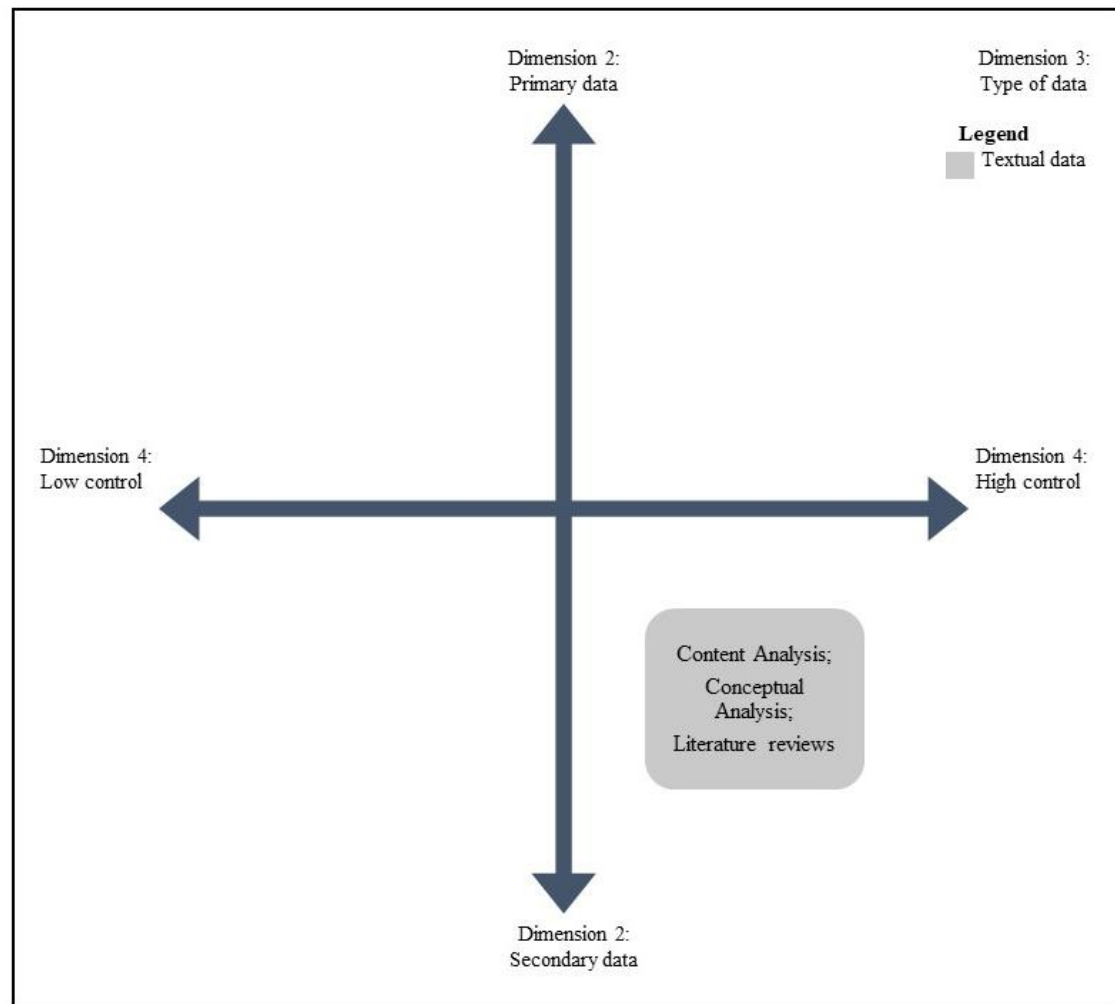 Dimension 2:
Primary data
Dimension 3:
Type of data
Legend
Textual data
Dimension 4:
Low control
Dimension 4:
High control
Content Analysis;
Conceptual
Analysis;
Literature reviews
Dimension 2:
Secondary data